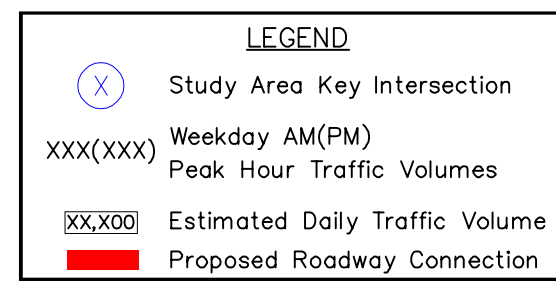 LEGEND
X Study Area Key Intersection
XXX(XXX) Weekday AM(PM)
Peak Hour Traffic Volumes
XX,X00 Estimated Daily Traffic Volume
Proposed Roadway Connection